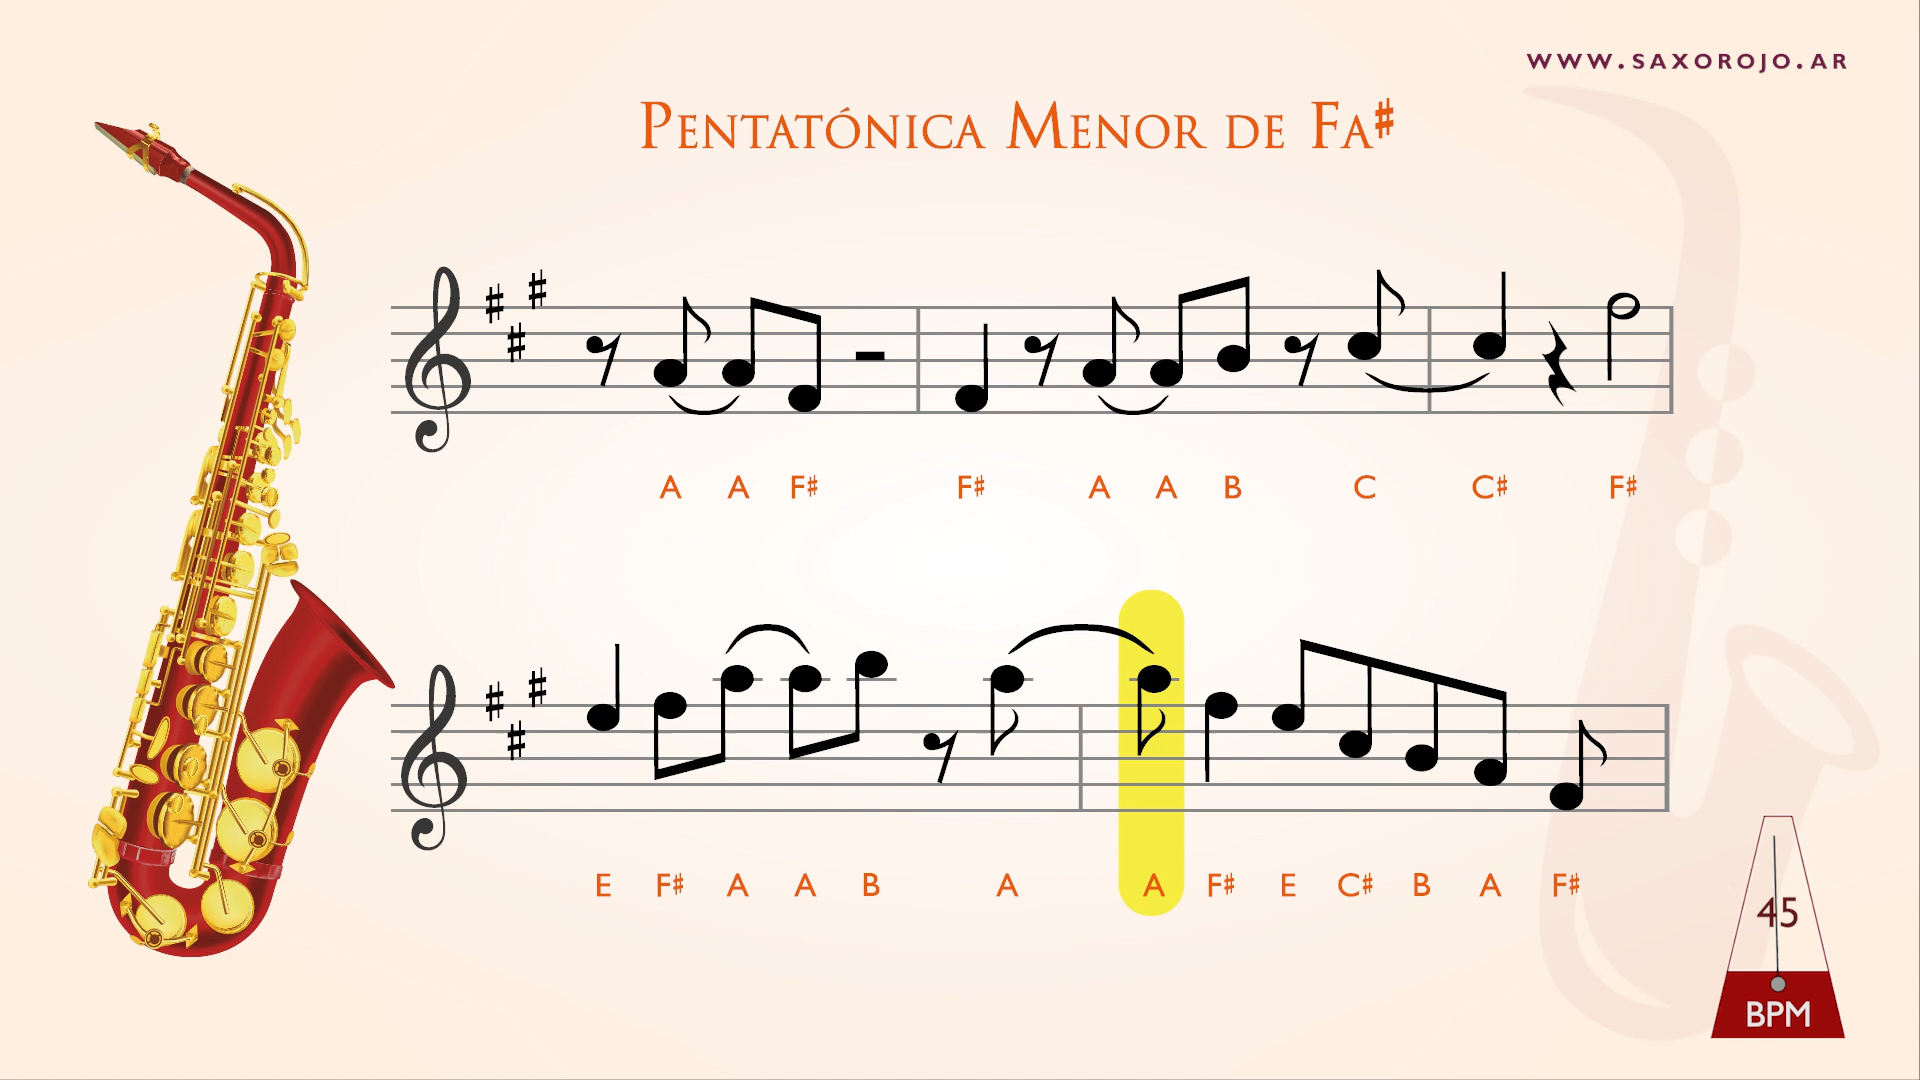 WWW.SAXOROJO.AR
PENTATÓNICA MENOR DE FA#
A A F# F# A A B C C# F#
E F# A A B A A F# E C# B A F#
45
BPM